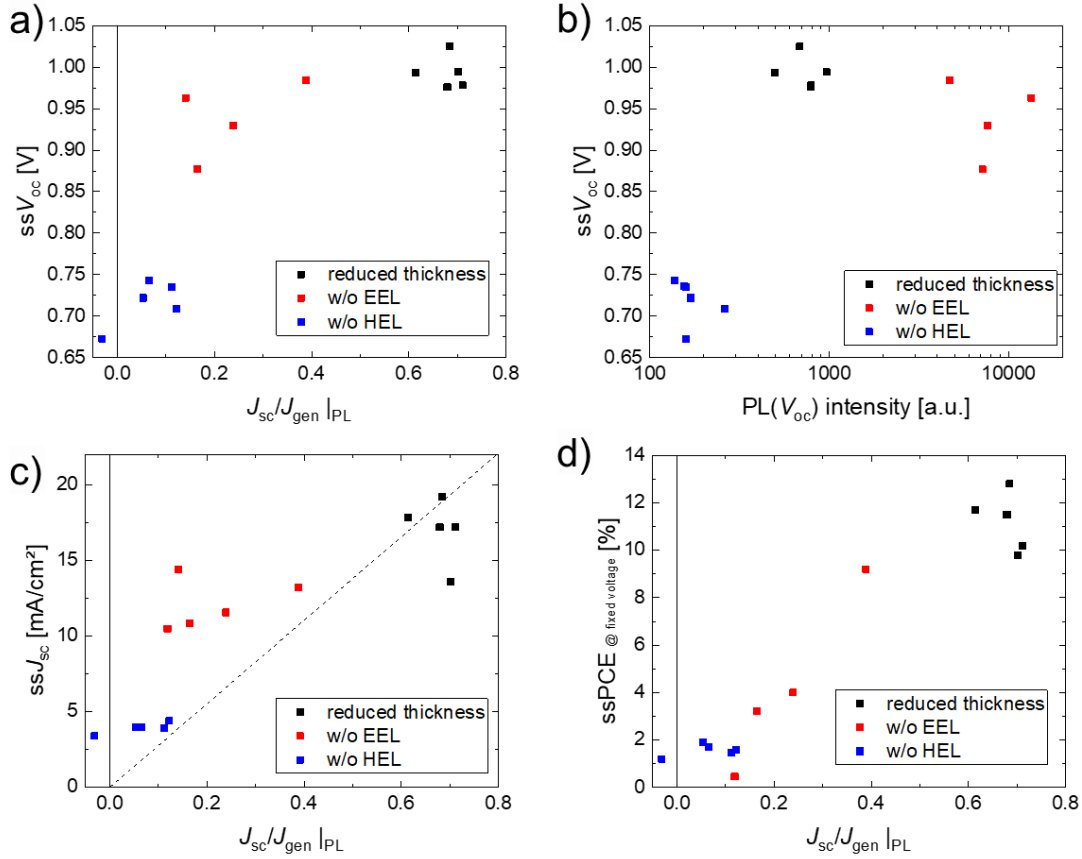 a)
1.05
1.00
0.95
0.90
0.85
0.80
0.75
0.70
0.65
ssVoc [V]
reduced thickness
w/o EEL
w/o HEL
0.0 0.2 0.4 0.6 0.8
Jsc/Jgen |PL
b)
1.05
1.00
0.95
0.90
0.85
0.80
0.75
0.70
0.65
ssVoc [V]
reduced thickness
w/o EEL
w/o HEL
100 1000 10000
PL(Voc) intensity [a.u.]
c)
20
15
10
5
0
ssJsc [mA/cm²]
reduced thickness
w/o EEL
w/o HEL
0.0 0.2 0.4 0.6 0.8
Jsc/Jgen |PL
d)
14
12
10
8
6
4
2
0
ssPCE @ fixed voltage [%]
reduced thickness
w/o EEL
w/o HEL
0.0 0.2 0.4 0.6 0.8
Jsc/Jgen |PL